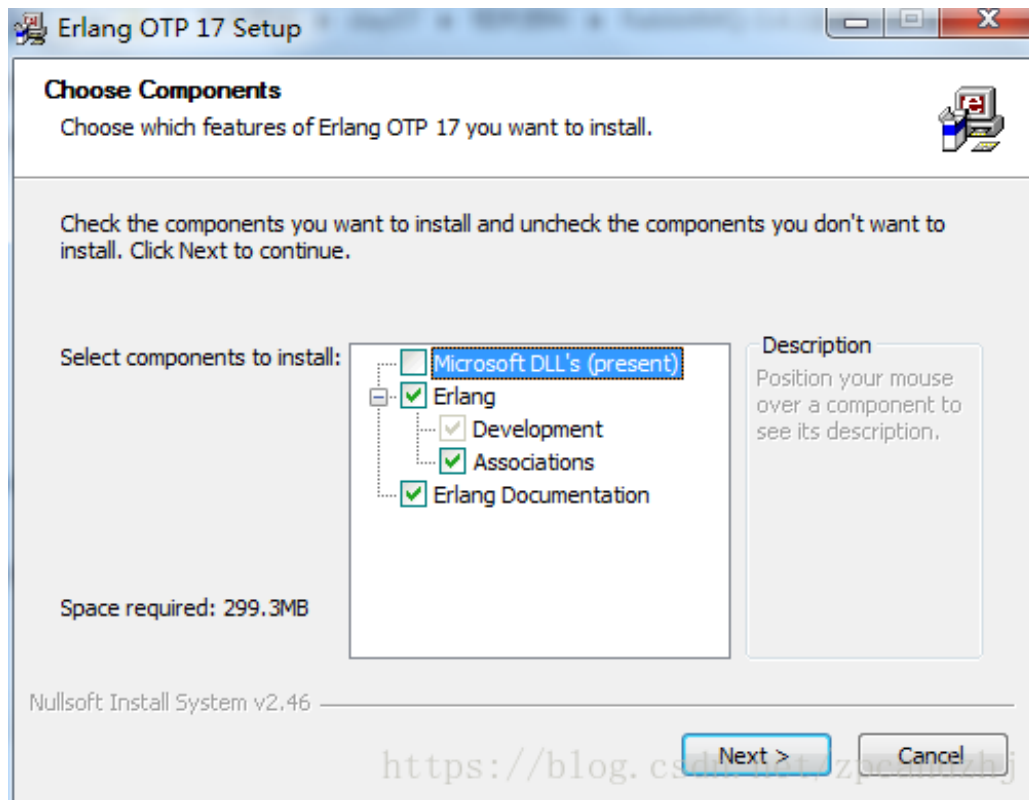 Erlang OTP 17 Setup
Choose Components
Choose which features of Erlang OTP 17 you want to install.
Check the components you want to install and uncheck the components you don't want to
install. Click Next to continue.
Select components to install:
Microsoft DLL's (present)
Erlang
Development
Associations
Erlang Documentation
Description
Position your mouse
over a component to
see its description.
Space required: 299.3MB
Nullsoft Install System v2.46
Next >
Cancel
https://blog.csdn.net/zpcandzhj